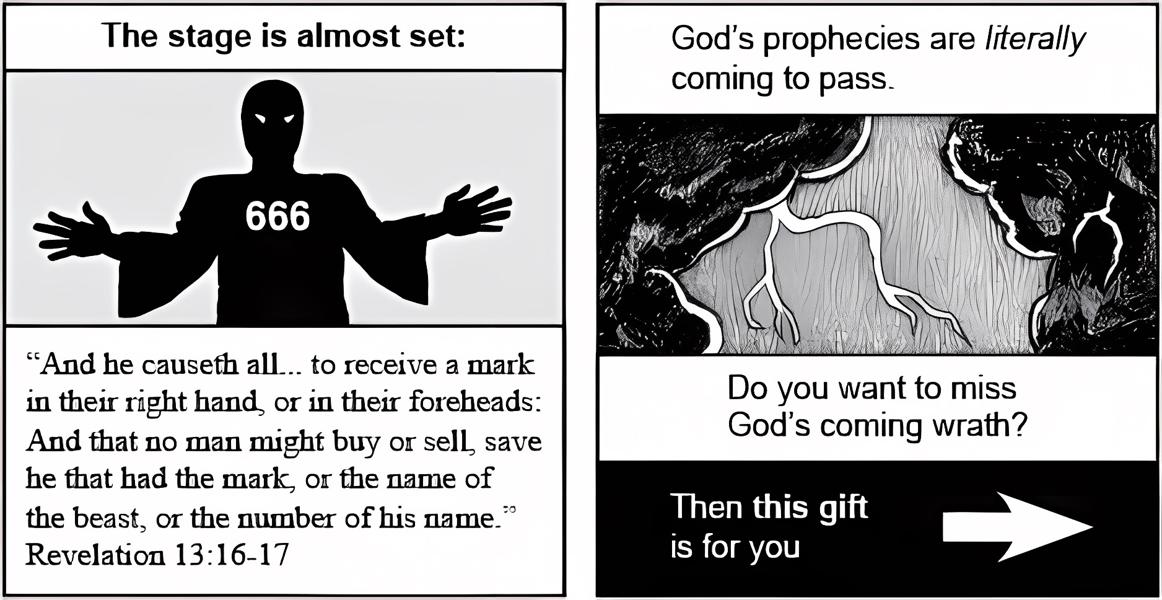 The stage is almost set:
666
“And he causeth all... to receive a mark
in their right hand, or in their foreheads:
And that no man might buy or sell, save
he that had the mark, or the name of
the beast, or the number of his name.”
Revelation 13:16-17
God’s prophecies are literally
coming to pass.
Do you want to miss
God’s coming wrath?
Then this gift
is for you